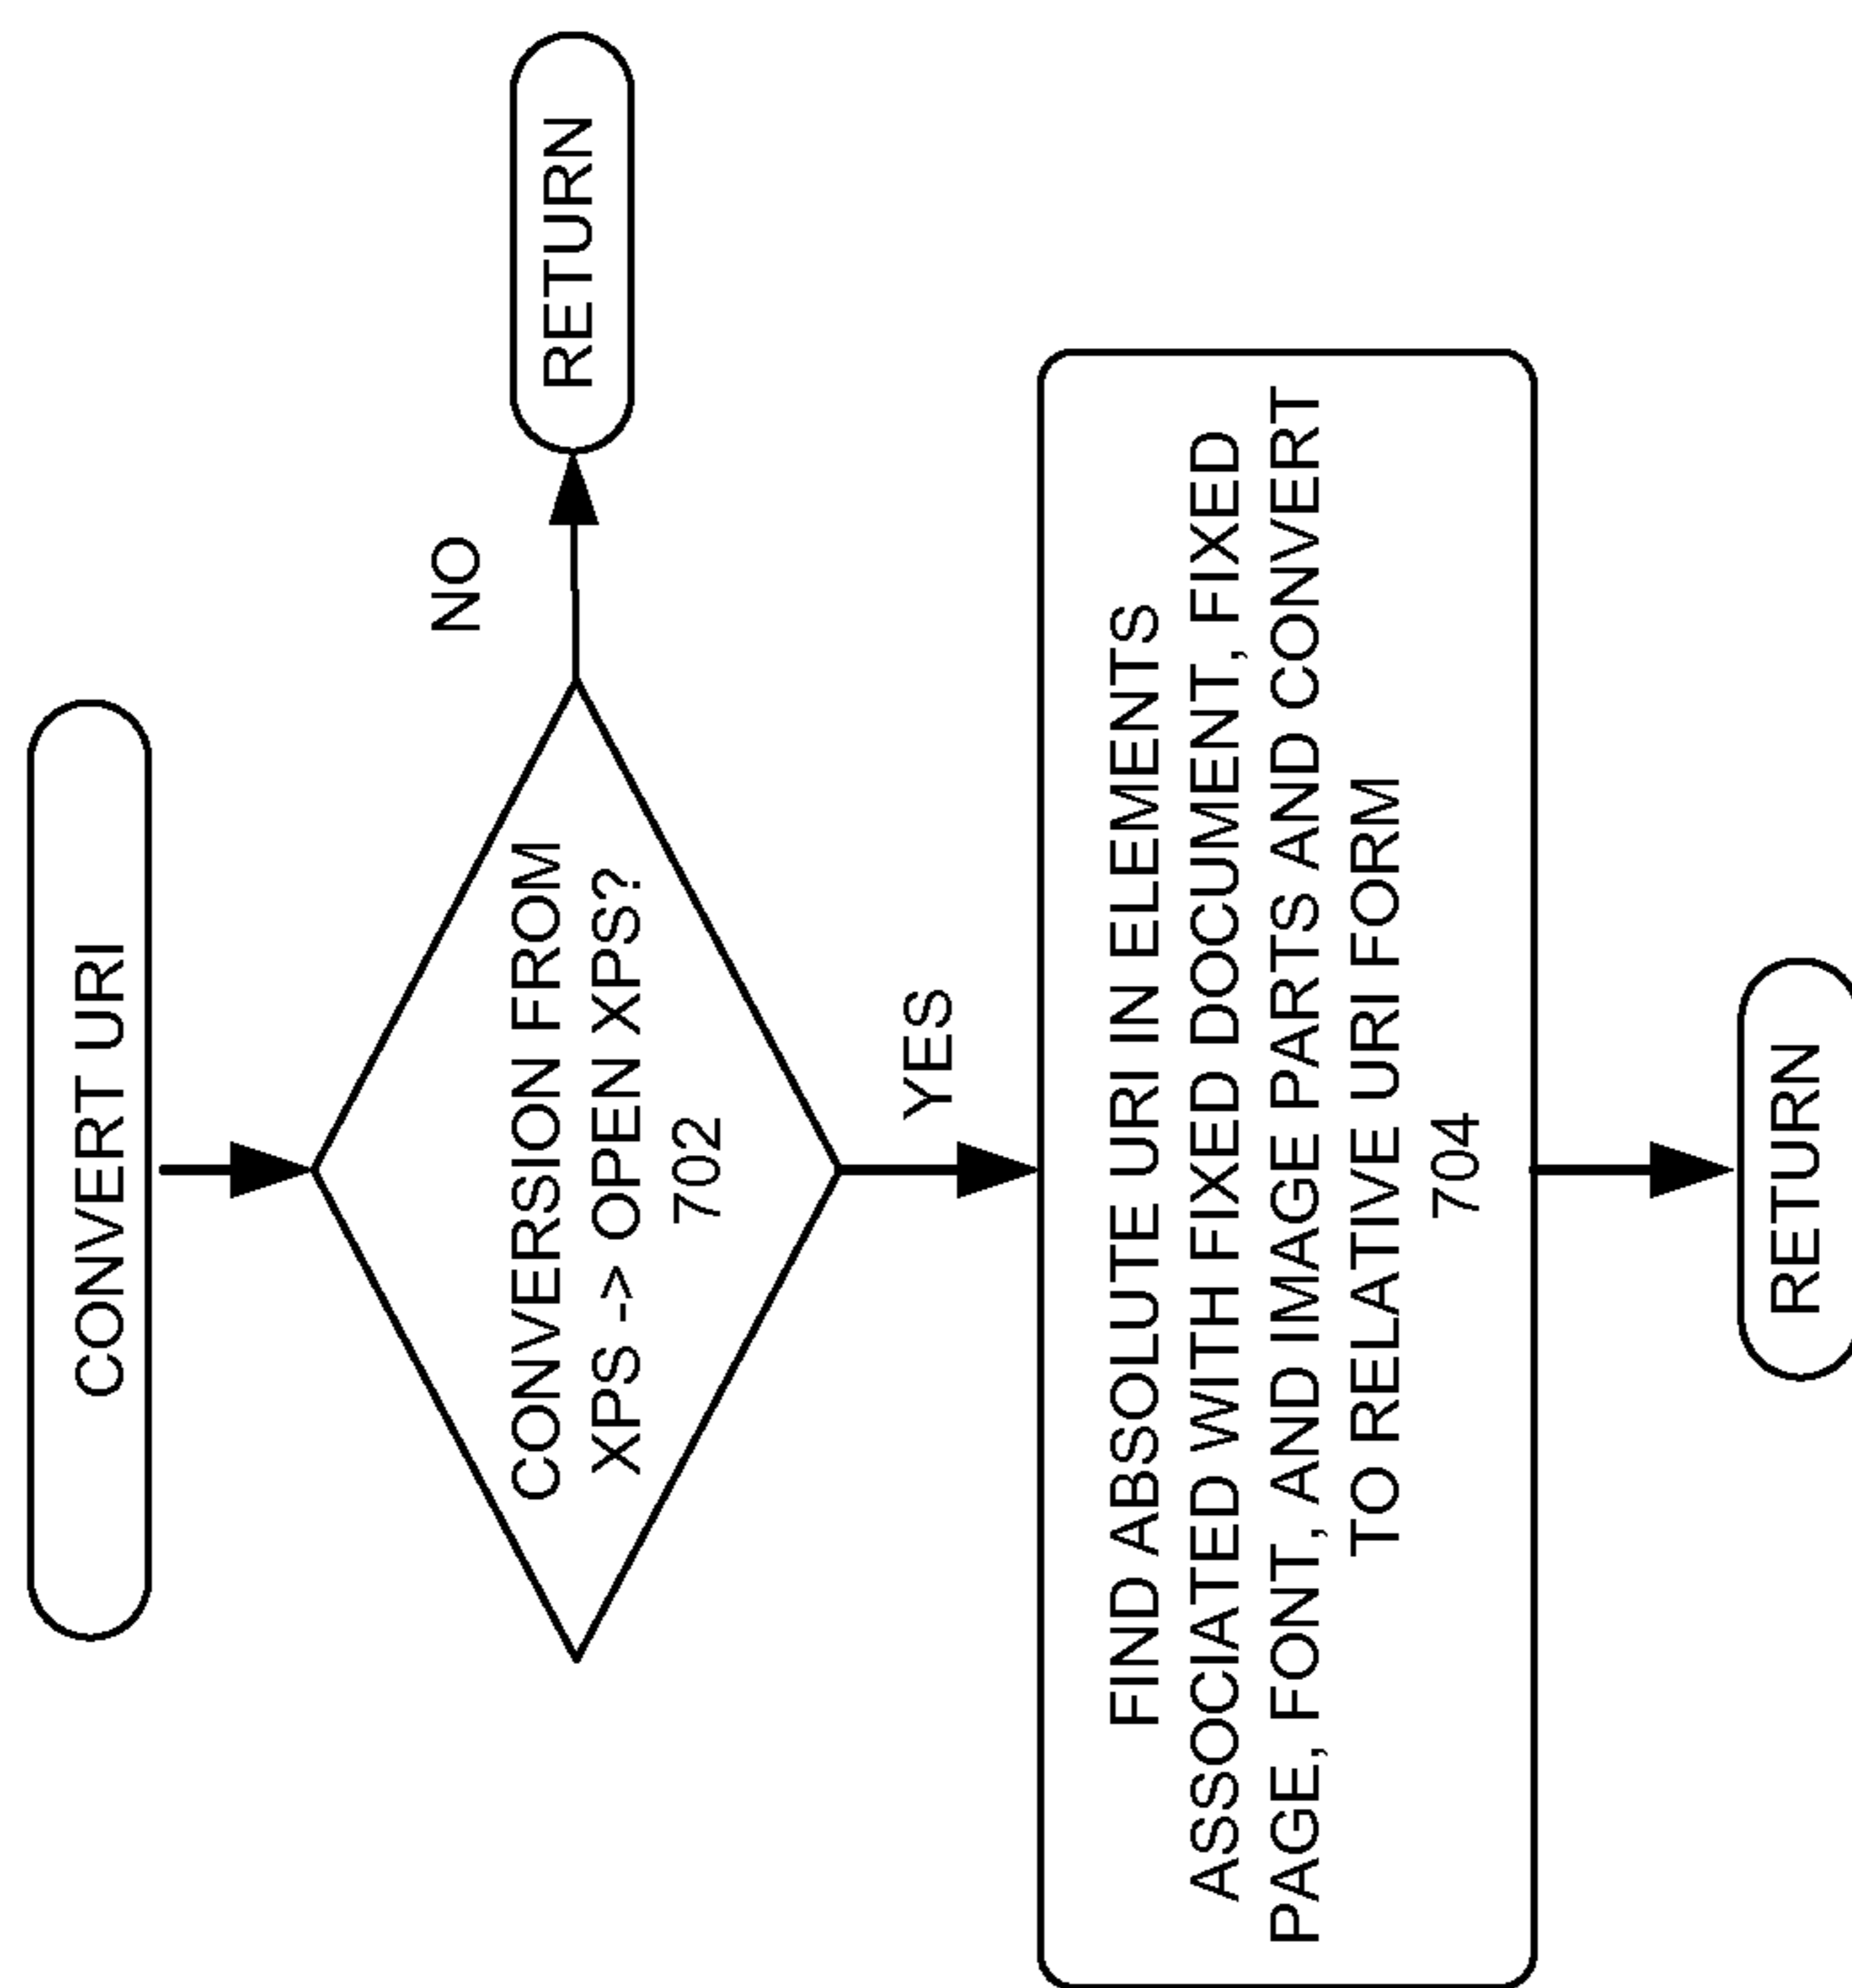 CONVERT URI
CONVERSION FROM
XPS -> OPEN XPS?
702
NO
RETURN
YES
FIND ABSOLUTE URI IN ELEMENTS
ASSOCIATED WITH FIXED DOCUMENT, FIXED
PAGE, FONT, AND IMAGE PARTS AND CONVERT
TO RELATIVE URI FORM
704
RETURN